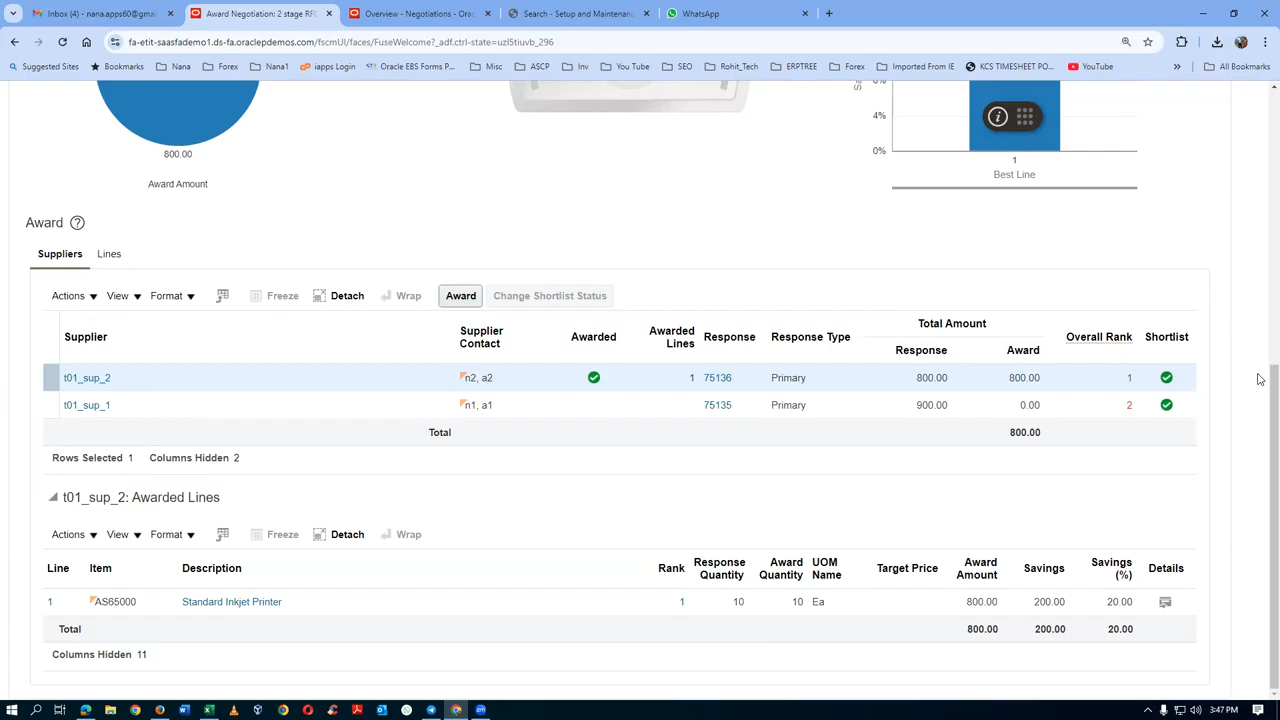 Inbox (4) - nana.apps60@gmail
Award Negotiation: 2 stage RFQ
Overview - Negotiations - Orac
Search - Setup and Maintenanc
WhatsApp
fa-etit-saasfademo1.ds-fa.oraclepdemos.com/fscmUI/faces/FuseWelcome?_adf.ctrl-state=uzl5tiuvb_296
Suggested Sites Bookmarks Nana Forex Nana1 iapps Login Oracle EBS Forms P... Misc ASCP Inv You Tube SEO Rohit_Tech ERPTREE Forex Imported From IE KCS TIMESHEET PO... YouTube » All Bookmarks
0%
4%
0%
800.00
1
Award Amount
Best Line
Award
Suppliers Lines
Actions View Format Freeze Detach Wrap Award Change Shortlist Status
Supplier Supplier Contact Awarded Awarded Lines Response Response Type Total Amount Response Award Overall Rank Shortlist
t01_sup_2 n2, a2 1 75136 Primary 800.00 800.00 1
t01_sup_1 n1, a1 75135 Primary 900.00 0.00 2
Total 800.00
Rows Selected 1 Columns Hidden 2
t01_sup_2: Awarded Lines
Actions View Format Freeze Detach Wrap
Line Item Description Rank Response Quantity Award Quantity UOM Name Target Price Award Amount Savings Savings (%) Details
1 AS65000 Standard Inkjet Printer 1 10 10 Ea 800.00 200.00 20.00
Total 800.00 200.00 20.00
Columns Hidden 11
3:47 PM